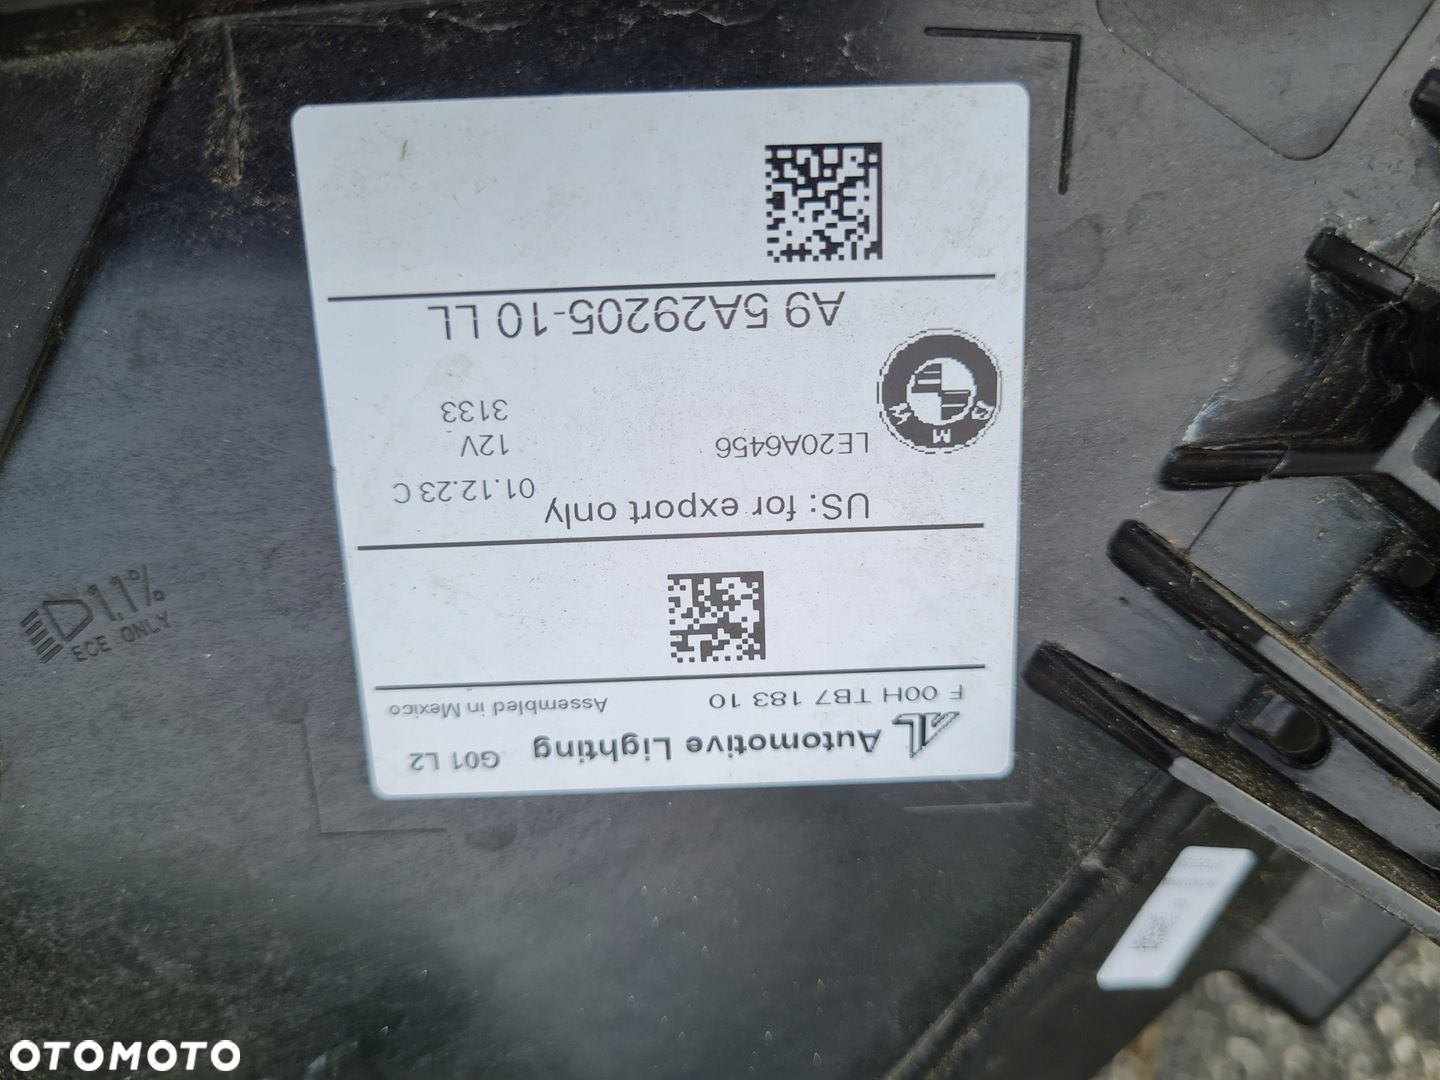 Automotive Lighting G01 L2
F 00H TB7 183 10 Assembled in Mexico
US: for export only 01.12.23 C
LE20A6456 12V
3133
BMW
A9 5A29205-10 LL
1,1%
ECE ONLY
OTOMOTO